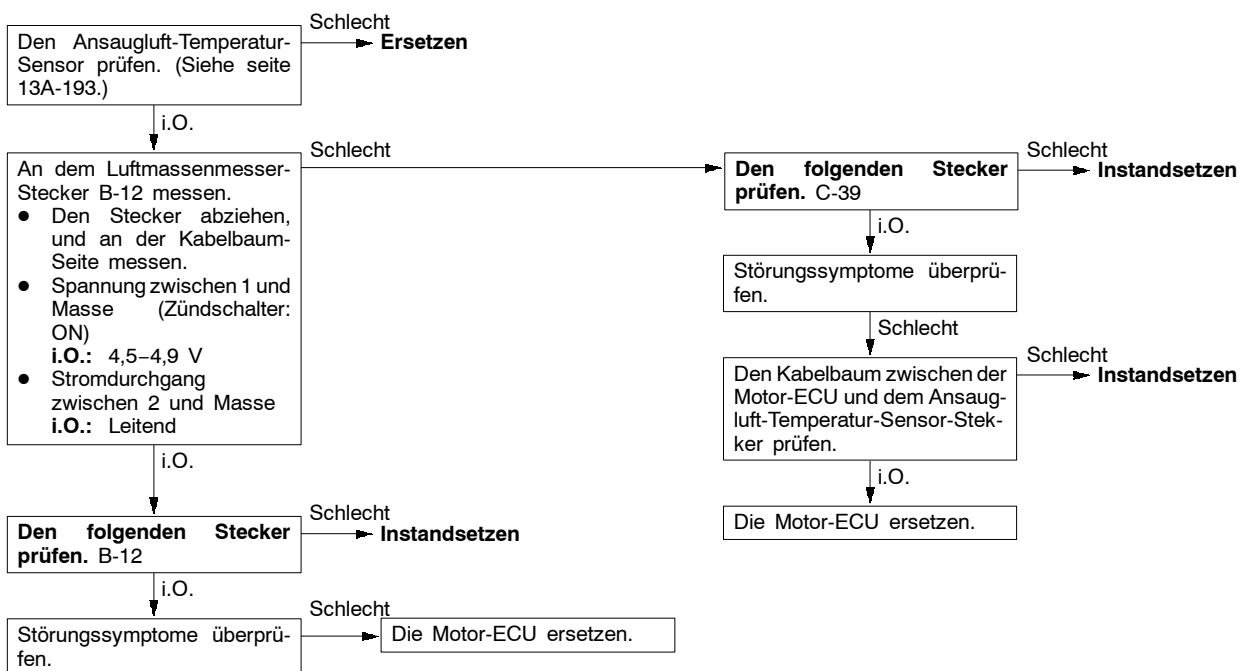 Schlecht
Den Ansaugluft-Temperatur-
Sensor prüfen. (Siehe seite
13A-193.)
Ersetzen
i.O.
An dem Luftmassenmesser-
Stecker B-12 messen.
● Den Stecker abziehen,
und an der Kabelbaum-
Seite messen.
● Spannung zwischen 1 und
Masse (Zündschalter:
ON)
i.O.: 4,5–4,9 V
● Stromdurchgang
zwischen 2 und Masse
i.O.: Leitend
Schlecht
i.O.
Den folgenden Stecker
prüfen. B-12
Schlecht
Instandsetzen
i.O.
Störungssymptome überprü-
fen.
Schlecht
Die Motor-ECU ersetzen.
Den folgenden Stecker
prüfen. C-39
Schlecht
Instandsetzen
i.O.
Störungssymptome überprü-
fen.
Schlecht
Den Kabelbaum zwischen der
Motor-ECU und dem Ansaug-
luft-Temperatur-Sensor-Stek-
ker prüfen.
Schlecht
Instandsetzen
i.O.
Die Motor-ECU ersetzen.